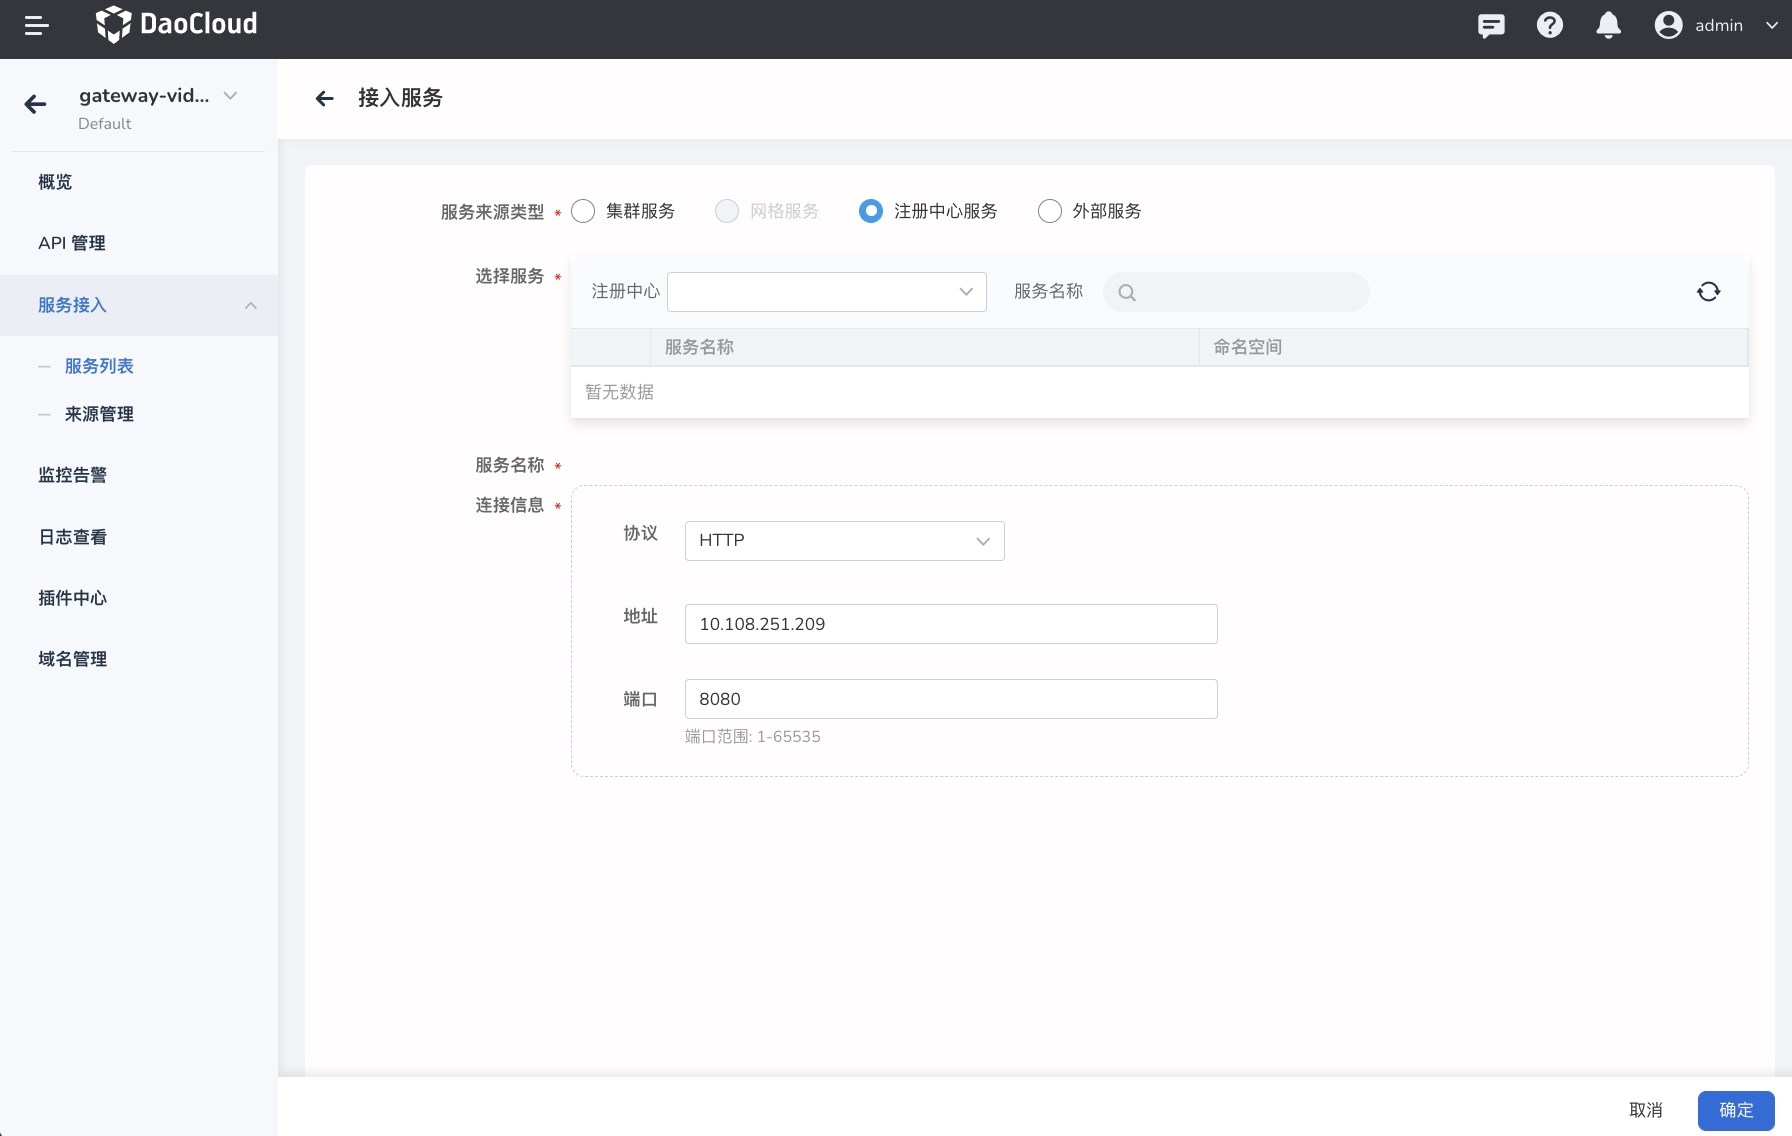 DaoCloud
admin
gateway-vid...
Default
概览
API 管理
服务接入
服务列表
来源管理
监控告警
日志查看
插件中心
域名管理
接入服务
服务来源类型 * 集群服务 网格服务 注册中心服务 外部服务
选择服务 * 注册中心 服务名称
服务名称 命名空间
暂无数据
服务名称 *
连接信息 *
协议 HTTP
地址 10.108.251.209
端口 8080
端口范围: 1-65535
取消 确定